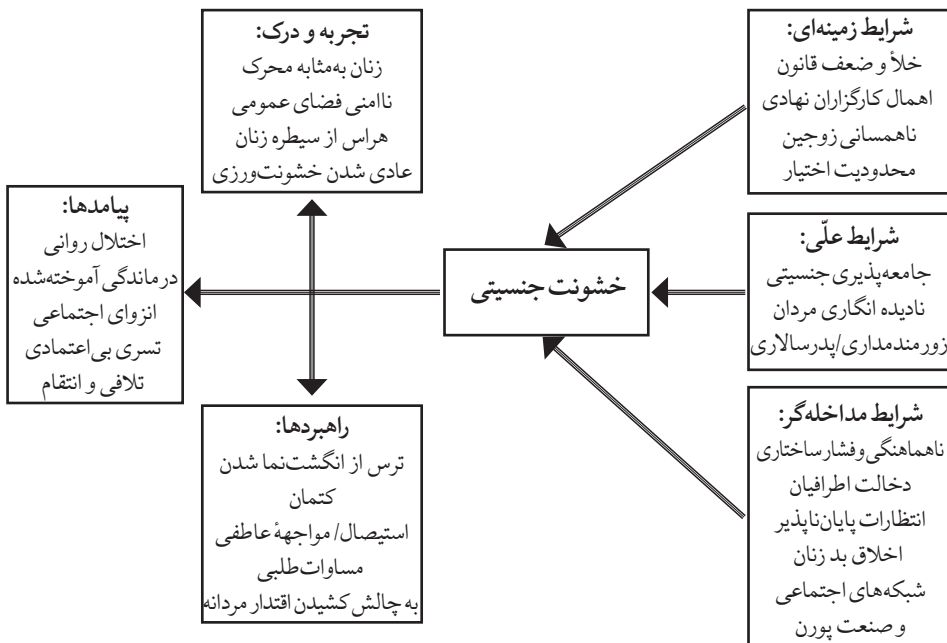 شرایط زمینه‌ای:
خلأ و ضعف قانون
اهمال کارگزاران نهادی
ناهمسانی زوجین
محدودیت اختیار
شرایط علّی:
جامعه‌پذیری جنسیتی
نادیده انگاری مردان
زورمندمداری/پدرسالاری
شرایط مداخله‌گر:
ناهماهنگی و فشار ساختاری
دخالت اطرافیان
انتظارات پایان‌ناپذیر
اخلاق بد زنان
شبکه‌های اجتماعی
و صنعت پورن
خشونت جنسیتی
تجربه و درک:
زنان به‌مثابه محرک
ناامنی فضای عمومی
هراس از سیطره زنان
عادی شدن خشونت‌ورزی
راهبردها:
ترس از انگشت‌نما شدن
کتمان
استیصال/ مواجههٔ عاطفی
مساوات‌طلبی
به چالش کشیدن اقتدار مردانه
پیامدها:
اختلال روانی
درماندگی آموخته‌شده
انزوای اجتماعی
تسری بی‌اعتمادی
تلافی و انتقام